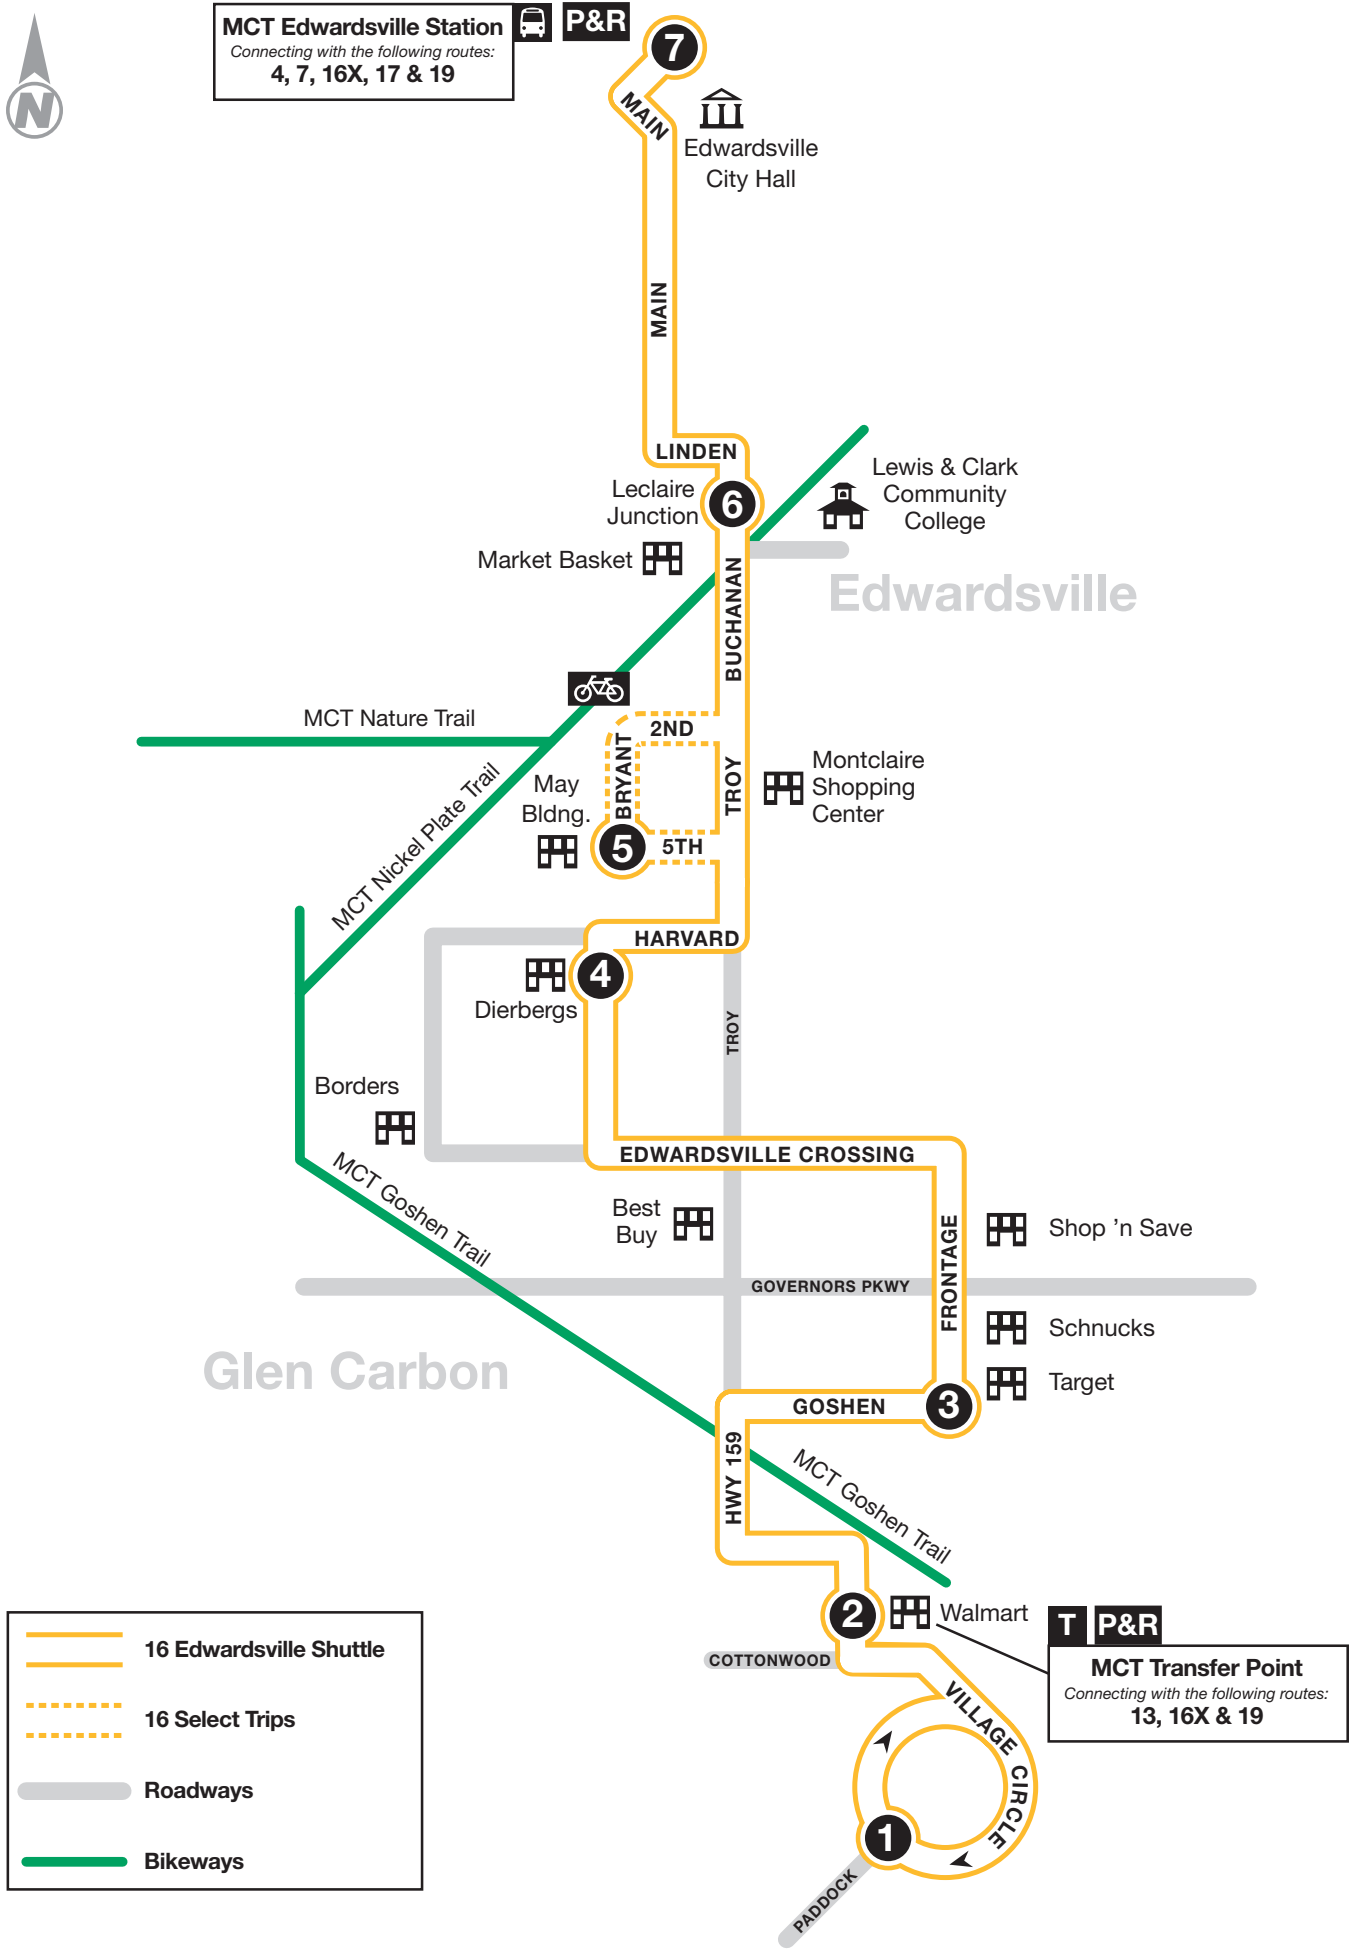 MCT Edwardsville Station
Connecting with the following routes:
4, 7, 16X, 17 & 19
P&R
7
N
MAIN
Edwardsville
City Hall
MAIN
LINDEN
Leclaire
Junction
6
Lewis & Clark
Community
College
Market Basket
BUCHANAN
Edwardsville
MCT Nature Trail
2ND
BRYANT
TROY
Montclaire
Shopping
Center
May
Bldng.
MCT Nickel Plate Trail
5
5TH
HARVARD
4
Dierbergs
TROY
Borders
EDWARDSVILLE CROSSING
MCT Goshen Trail
Best
Buy
FRONTAGE
Shop ’n Save
GOVERNORS PKWY
Schnucks
Glen Carbon
Target
GOSHEN
3
HWY 159
MCT Goshen Trail
2
Walmart
T
P&R
COTTONWOOD
MCT Transfer Point
Connecting with the following routes:
13, 16X & 19
VILLAGE CIRCLE
1
PADDOCK
16 Edwardsville Shuttle
16 Select Trips
Roadways
Bikeways